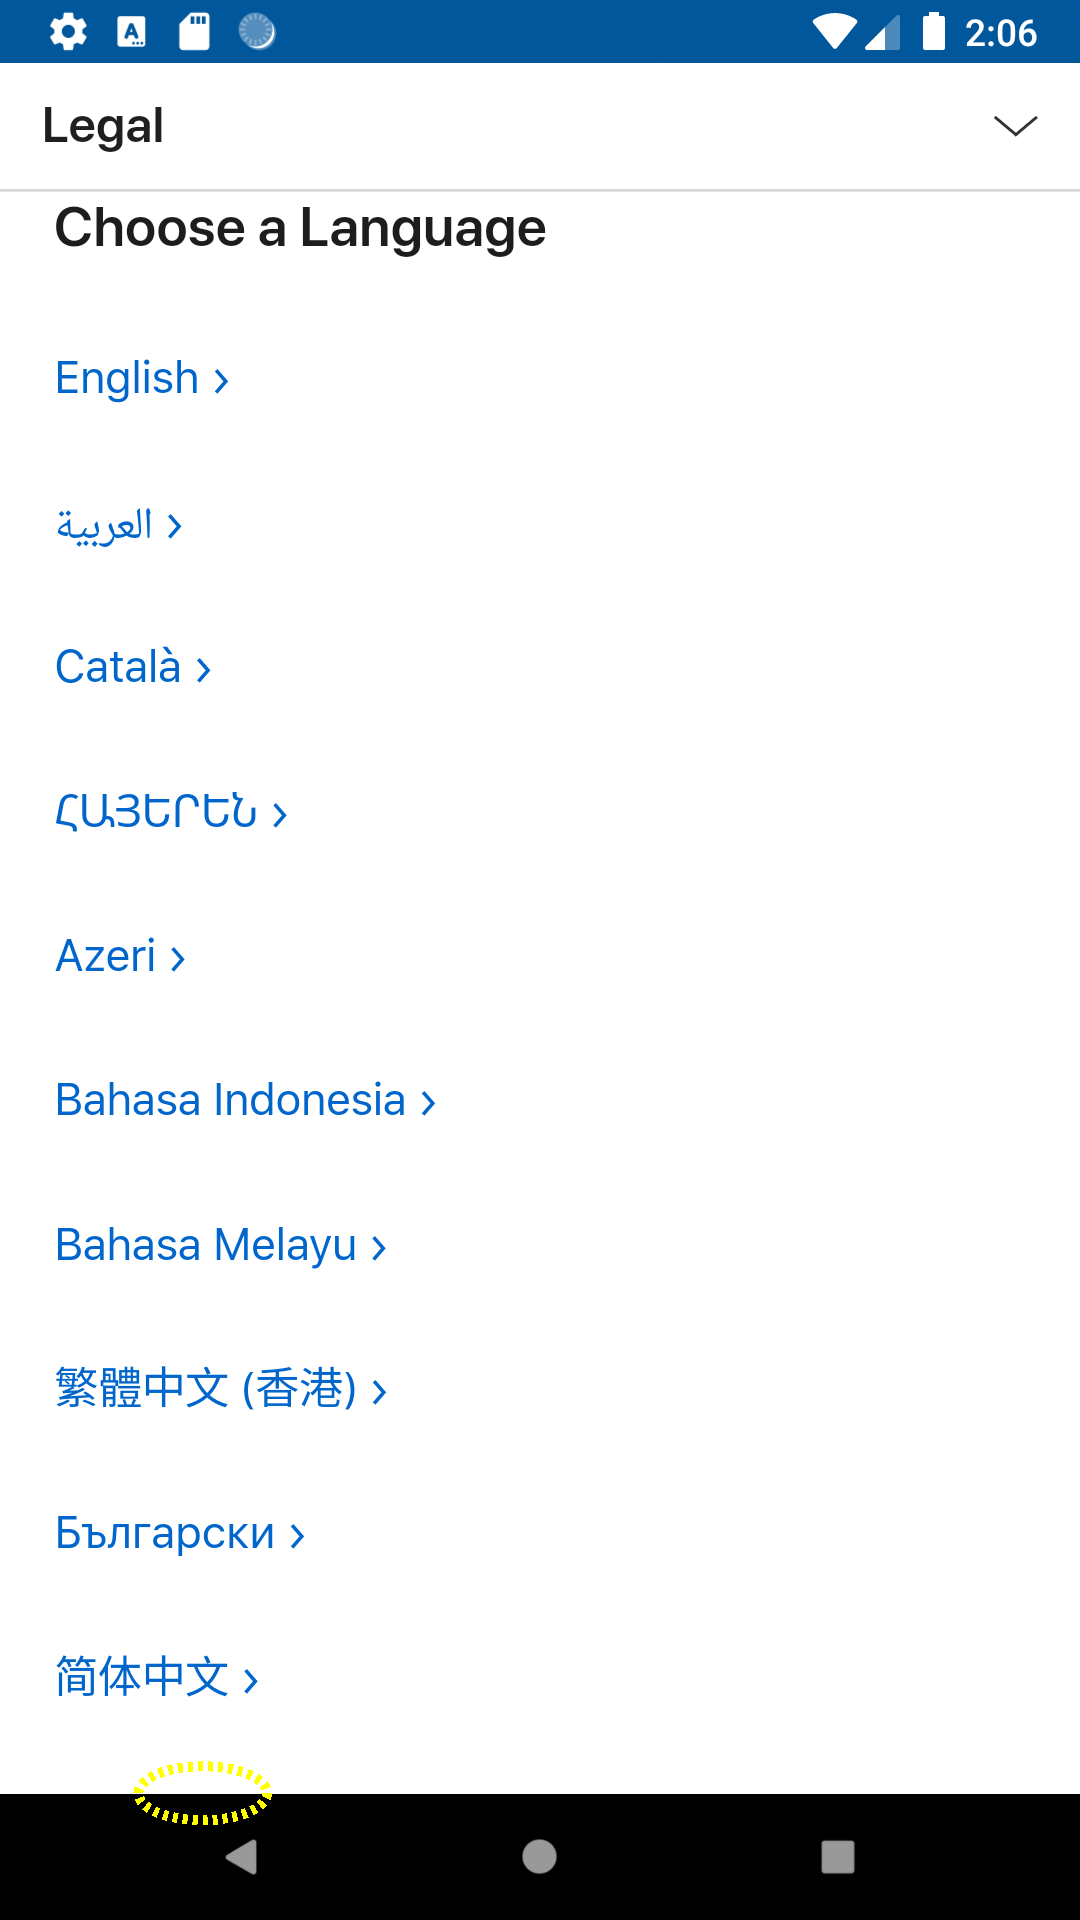 2:06
Legal
Choose a Language
English
العربية
Català
ՀԱՅԵՐԵՆ
Azeri
Bahasa Indonesia
Bahasa Melayu
繁體中文 (香港)
Български
简体中文